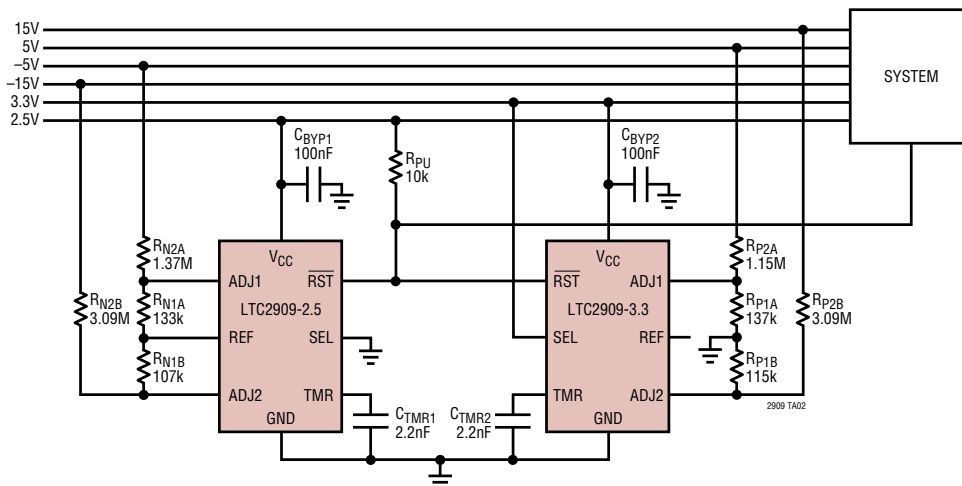 15V
5V
–5V
–15V
3.3V
2.5V
SYSTEM
CBYP1
100nF
RPU
10k
CBYP2
100nF
RN2A
1.37M
RN2B
3.09M
RN1A
133k
RN1B
107k
VCC
ADJ1
RST
LTC2909-2.5
REF
SEL
ADJ2
TMR
GND
CTMR1
2.2nF
CTMR2
2.2nF
VCC
RST
ADJ1
LTC2909-3.3
SEL
REF
TMR
ADJ2
GND
RP2A
1.15M
RP1A
137k
RP2B
3.09M
RP1B
115k
2909 TA02